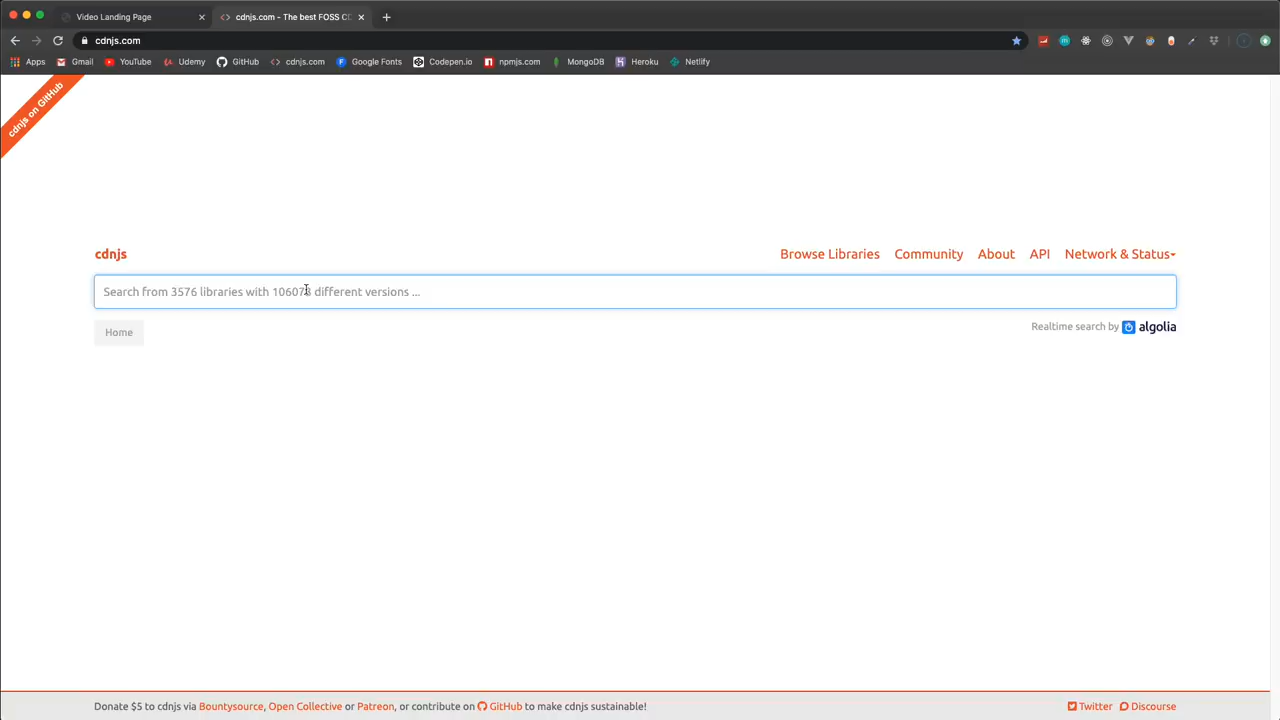 Video Landing Page
cdnjs.com - The best FOSS CD
cdnjs.com
Apps Gmail YouTube Udemy GitHub cdnjs.com Google Fonts Codepen.io npmjs.com MongoDB Heroku Netlify
cdnjs on GitHub
cdnjs Browse Libraries Community About API Network & Status
Search from 3576 libraries with 106073 different versions ...
Home Realtime search by algolia
Donate $5 to cdnjs via Bountysource, Open Collective or Patreon, or contribute on GitHub to make cdnjs sustainable! Twitter Discourse